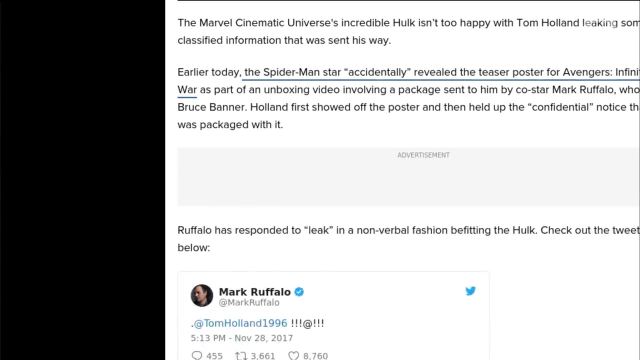 The Marvel Cinematic Universe's incredible Hulk isn't too happy with Tom Holland leaking
classified information that was sent his way.
Earlier today, the Spider-Man star “accidentally” revealed the teaser poster for Avengers:
War as part of an unboxing video involving a package sent to him by co-star Mark Ruffalo, who
Bruce Banner. Holland first showed off the poster and then held up the “confidential” notice
was packaged with it.
ADVERTISEMENT
Ruffalo has responded to “leak” in a non-verbal fashion befitting the Hulk. Check out the tweet
below:
Mark Ruffalo
@MarkRuffalo
.@TomHolland1996 !!!@!!!
5:13 PM - Nov 28, 2017
455 3,661 8,760